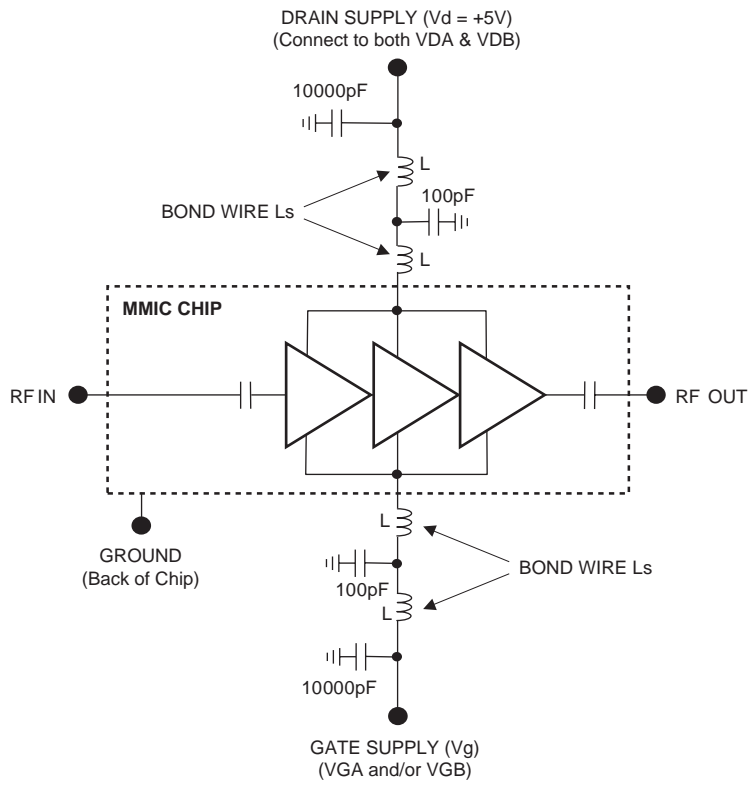 DRAIN SUPPLY (Vd = +5V)
(Connect to both VDA & VDB)
10000pF
L
100pF
BOND WIRE Ls
L
MMIC CHIP
RF IN
RF OUT
L
GROUND
(Back of Chip)
BOND WIRE Ls
100pF
L
10000pF
GATE SUPPLY (Vg)
(VGA and/or VGB)